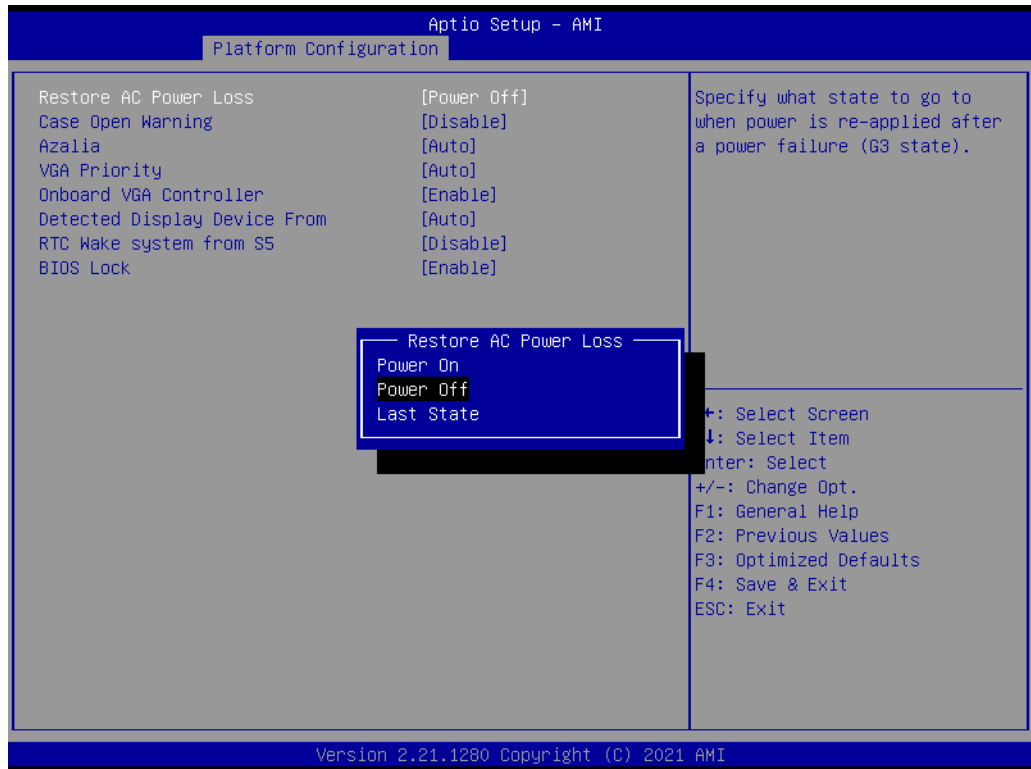 Aptio Setup – AMI
Platform Configuration
Restore AC Power Loss [Power Off]
Case Open Warning [Disable]
Azalia [Auto]
VGA Priority [Auto]
Onboard VGA Controller [Enable]
Detected Display Device From [Auto]
RTC Wake system from S5 [Disable]
BIOS Lock [Enable]
Specify what state to go to
when power is re-applied after
a power failure (G3 state).
Restore AC Power Loss
Power On
Power Off
Last State
: Select Screen
↓: Select Item
nter: Select
+/-: Change Opt.
F1: General Help
F2: Previous Values
F3: Optimized Defaults
F4: Save & Exit
ESC: Exit
Version 2.21.1280 Copyright (C) 2021 AMI